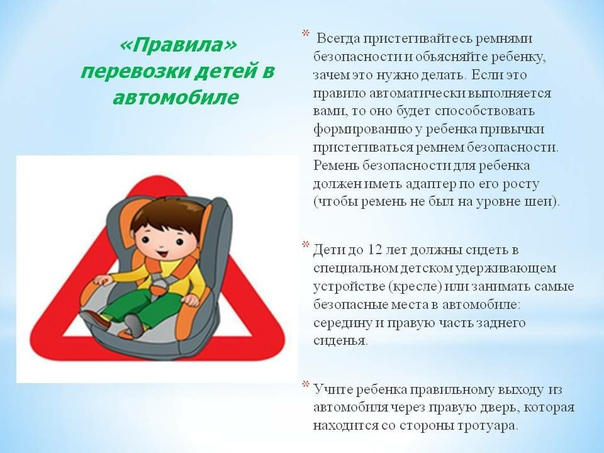 «Правила»
перевозки детей в
автомобиле
* Всегда пристегивайтесь ремнями
безопасности и объясняйте ребенку,
зачем это нужно делать. Если это
правило автоматически выполняется
вами, то оно будет способствовать
формированию у ребенка привычки
пристегиваться ремнем безопасности.
Ремень безопасности для ребенка
должен иметь адаптер по его росту
(чтобы ремень не был на уровне шеи).
* Дети до 12 лет должны сидеть в
специальном детском удерживающем
устройстве (кресле) или занимать самые
безопасные места в автомобиле:
середину и правую часть заднего
сиденья.
* Учите ребенка правильному выходу из
автомобиля через правую дверь, которая
находится со стороны тротуара.